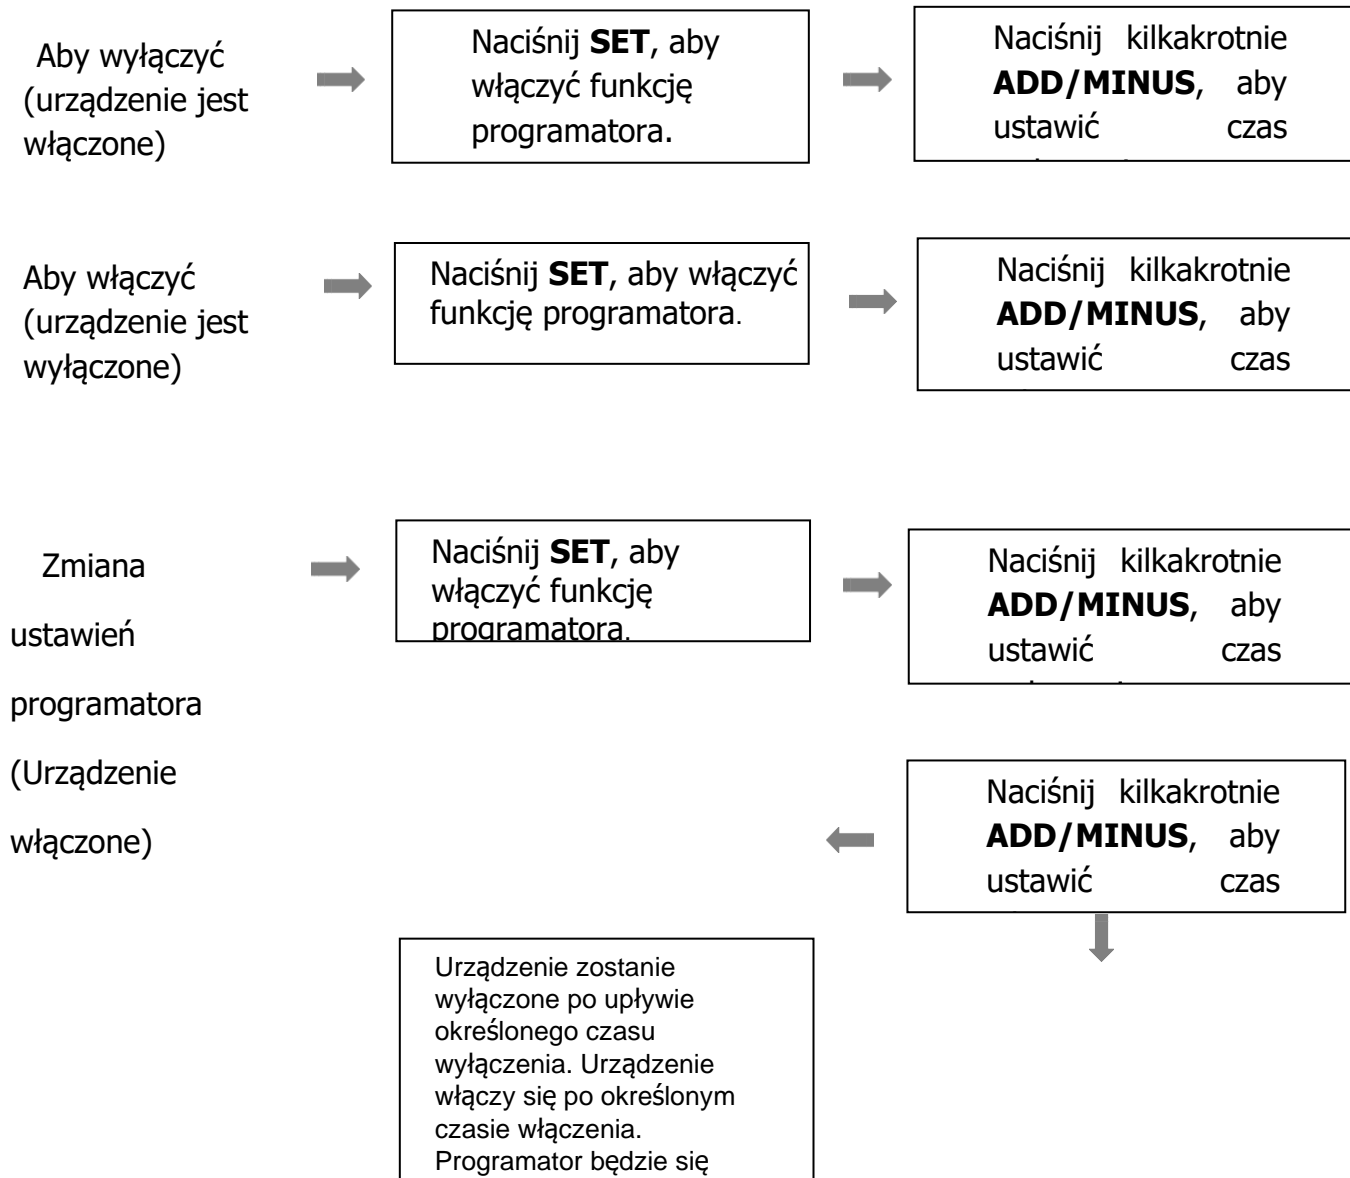 Aby wyłączyć
(urządzenie jest
włączone)
Naciśnij SET, aby
włączyć funkcję
programatora.
Naciśnij kilkakrotnie
ADD/MINUS, aby
ustawić czas
Aby włączyć
(urządzenie jest
wyłączone)
Naciśnij SET, aby włączyć
funkcję programatora.
Naciśnij kilkakrotnie
ADD/MINUS, aby
ustawić czas
Zmiana
ustawień
programatora
(Urządzenie
włączone)
Naciśnij SET, aby
włączyć funkcję
programatora.
Naciśnij kilkakrotnie
ADD/MINUS, aby
ustawić czas
Naciśnij kilkakrotnie
ADD/MINUS, aby
ustawić czas
Urządzenie zostanie
wyłączone po upływie
określonego czasu
wyłączenia. Urządzenie
włączy się po określonym
czasie włączenia.
Programator będzie się